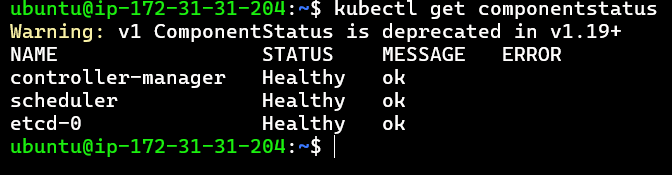 ubuntu@ip-172-31-31-204:~$ kubectl get componentstatus
Warning: v1 ComponentStatus is deprecated in v1.19+
NAME STATUS MESSAGE ERROR
controller-manager Healthy ok
scheduler Healthy ok
etcd-0 Healthy ok
ubuntu@ip-172-31-31-204:~$